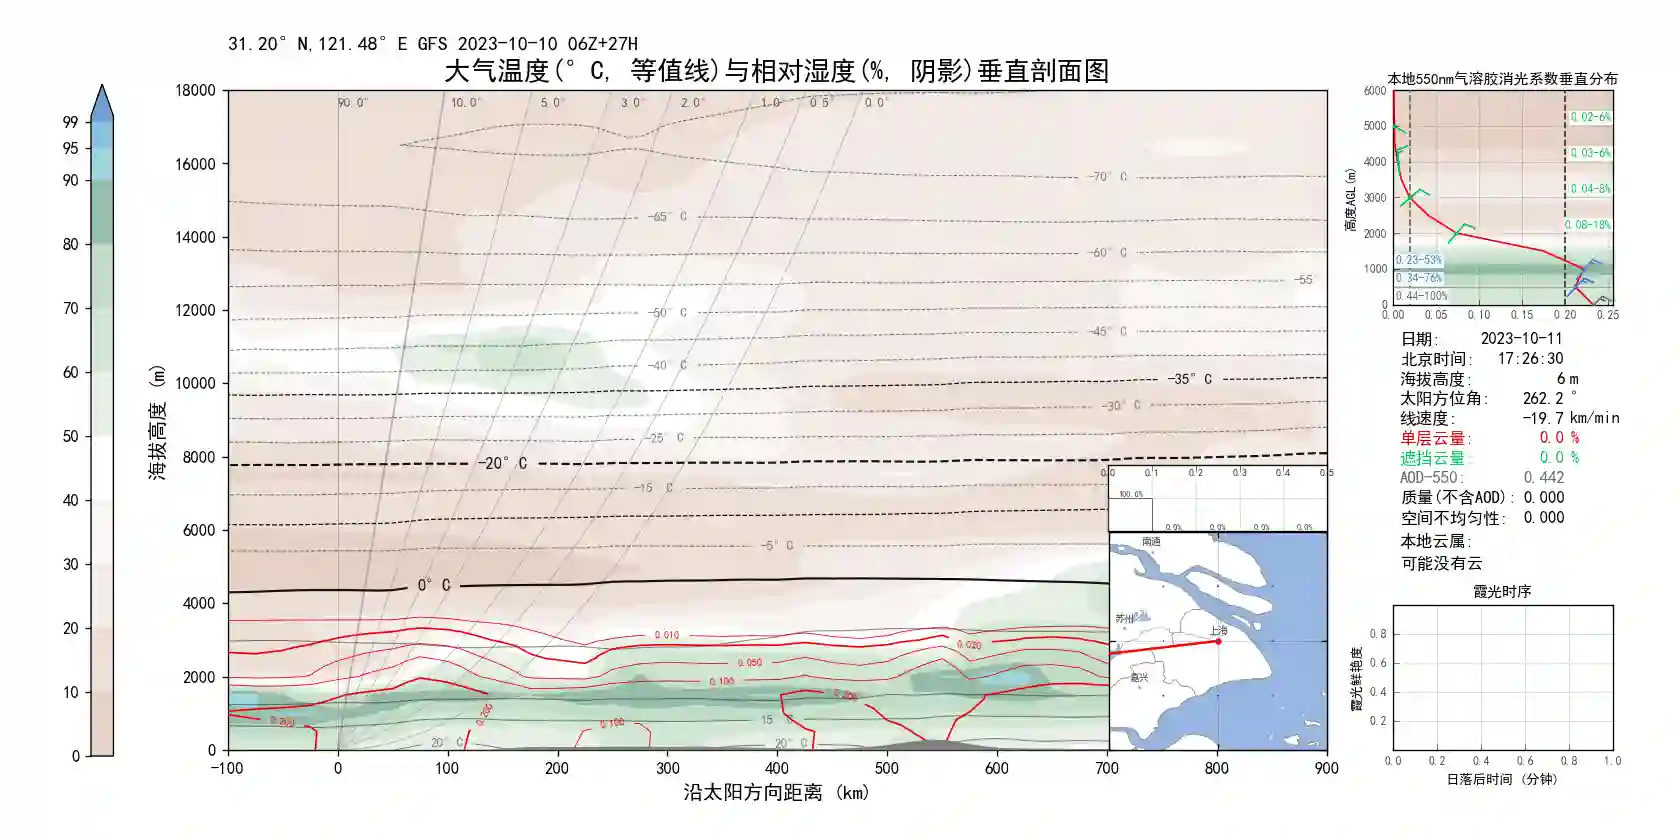 31.20°N,121.48°E GFS 2023-10-10 06Z+27H
大气温度(°C, 等值线)与相对湿度(%, 阴影)垂直剖面图
99
95
90
80
70
60
50
40
30
20
10
0
海拔高度 (m)
18000
16000
14000
12000
10000
8000
6000
4000
2000
0
90.0° 10.0° 5.0° 3.0° 2.0° 1.0 0.5 0.0°
-70°C
-65°C
-60°C
-55°
-50°C
-45°C
-40°C
-35°C
-30°C
-25 C
-20°C
-15 C
-5°C
0°C
0.010
0.020
0.050
0.100
0.200
0.200
0.200
0.100
15 C
20°C
20°C
-100 0 100 200 300 400 500 600 700 800 900
沿太阳方向距离 (km)
0.0 0.1 0.2 0.3 0.4 0.5
100.0%
0.0% 0.0% 0.0% 0.0%
南通
苏州
上海
嘉兴
本地550nm气溶胶消光系数垂直分布
高度AGL(m)
6000
5000
4000
3000
2000
1000
0
0.02-6%
0.03-6%
0.04-8%
0.08-18%
0.23-53%
0.34-76%
0.44-100%
0.00 0.05 0.10 0.15 0.20 0.25
日期: 2023-10-11
北京时间: 17:26:30
海拔高度: 6 m
太阳方位角: 262.2 °
线速度: -19.7 km/min
单层云量: 0.0 %
遮挡云量: 0.0 %
AOD-550: 0.442
质量(不含AOD): 0.000
空间不均匀性: 0.000
本地云属:
可能没有云
霞光时序
霞光鲜艳度
0.8
0.6
0.4
0.2
0.0 0.2 0.4 0.6 0.8 1.0
日落后时间 (分钟)